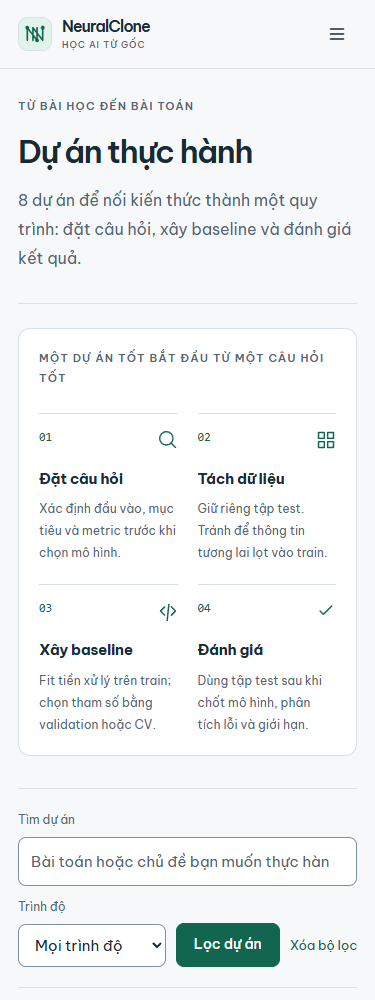 NeuralClone
HỌC AI TỪ GỐC
TỪ BÀI HỌC ĐẾN BÀI TOÁN
Dự án thực hành
8 dự án để nối kiến thức thành một quy
trình: đặt câu hỏi, xây baseline và đánh giá
kết quả.
MỘT DỰ ÁN TỐT BẮT ĐẦU TỪ MỘT CÂU HỎI
TỐT
01
Đặt câu hỏi
Xác định đầu vào, mục
tiêu và metric trước khi
chọn mô hình.
02
Tách dữ liệu
Giữ riêng tập test.
Tránh để thông tin
tương lai lọt vào train.
03
Xây baseline
Fit tiền xử lý trên train;
chọn tham số bằng
validation hoặc CV.
04
Đánh giá
Dùng tập test sau khi
chốt mô hình, phân
tích lỗi và giới hạn.
Tìm dự án
Bài toán hoặc chủ đề bạn muốn thực hàn
Trình độ
Mọi trình độ
Lọc dự án
Xóa bộ lọc